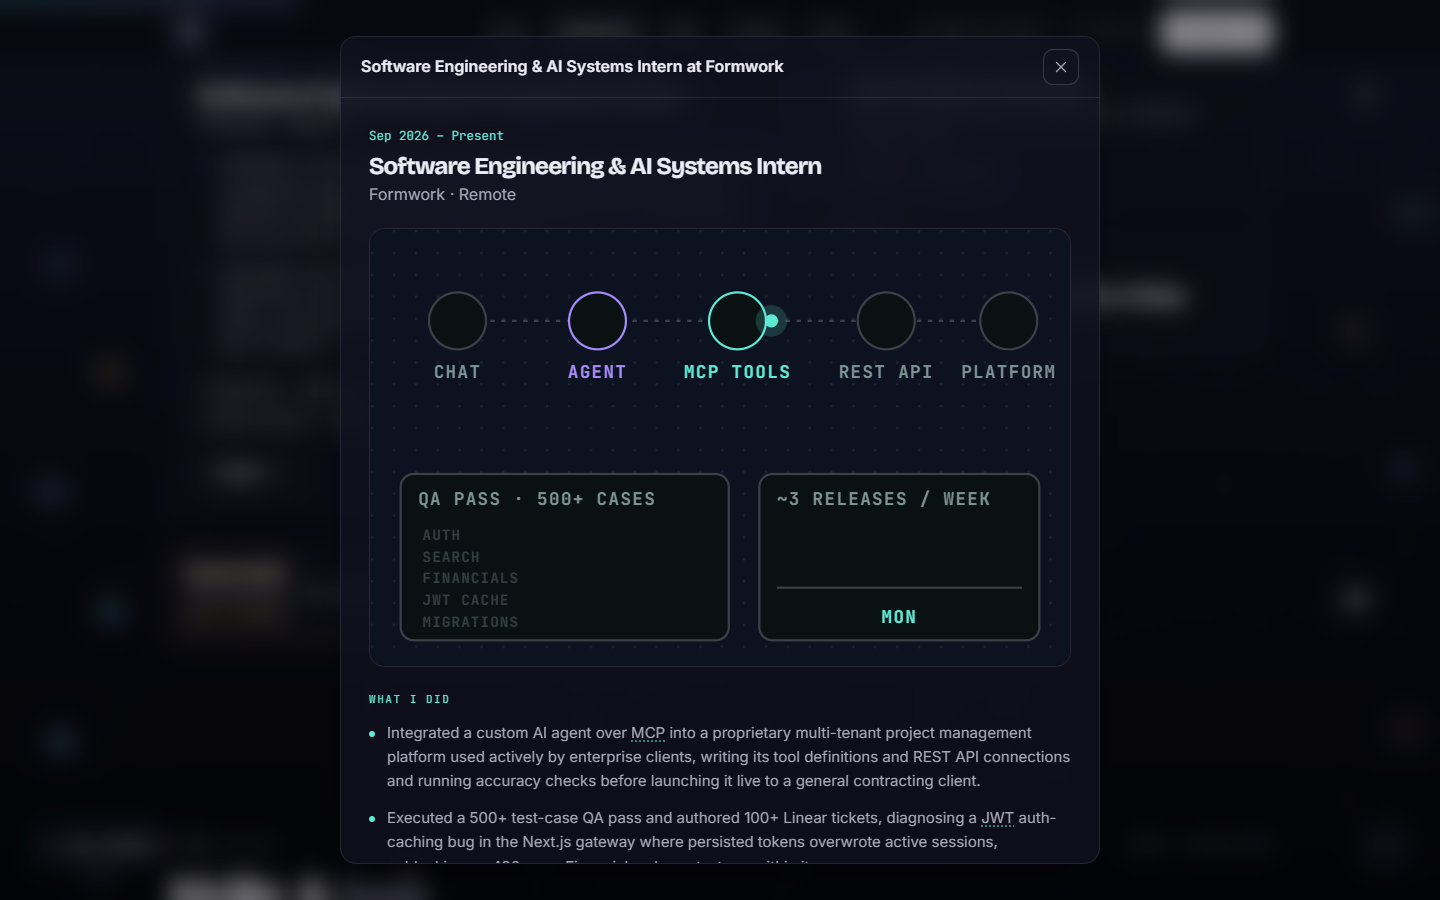 Software Engineering & AI Systems Intern at Formwork
Sep 2026 – Present
Software Engineering & AI Systems Intern
Formwork · Remote
CHAT
AGENT
MCP TOOLS
REST API
PLATFORM
QA PASS · 500+ CASES
AUTH
SEARCH
FINANCIALS
JWT CACHE
MIGRATIONS
~3 RELEASES / WEEK
MON
WHAT I DID
Integrated a custom AI agent over MCP into a proprietary multi-tenant project management
platform used actively by enterprise clients, writing its tool definitions and REST API connections
and running accuracy checks before launching it live to a general contracting client.
Executed a 500+ test-case QA pass and authored 100+ Linear tickets, diagnosing a JWT auth-
caching bug in the Next.js gateway where persisted tokens overwrote active sessions,